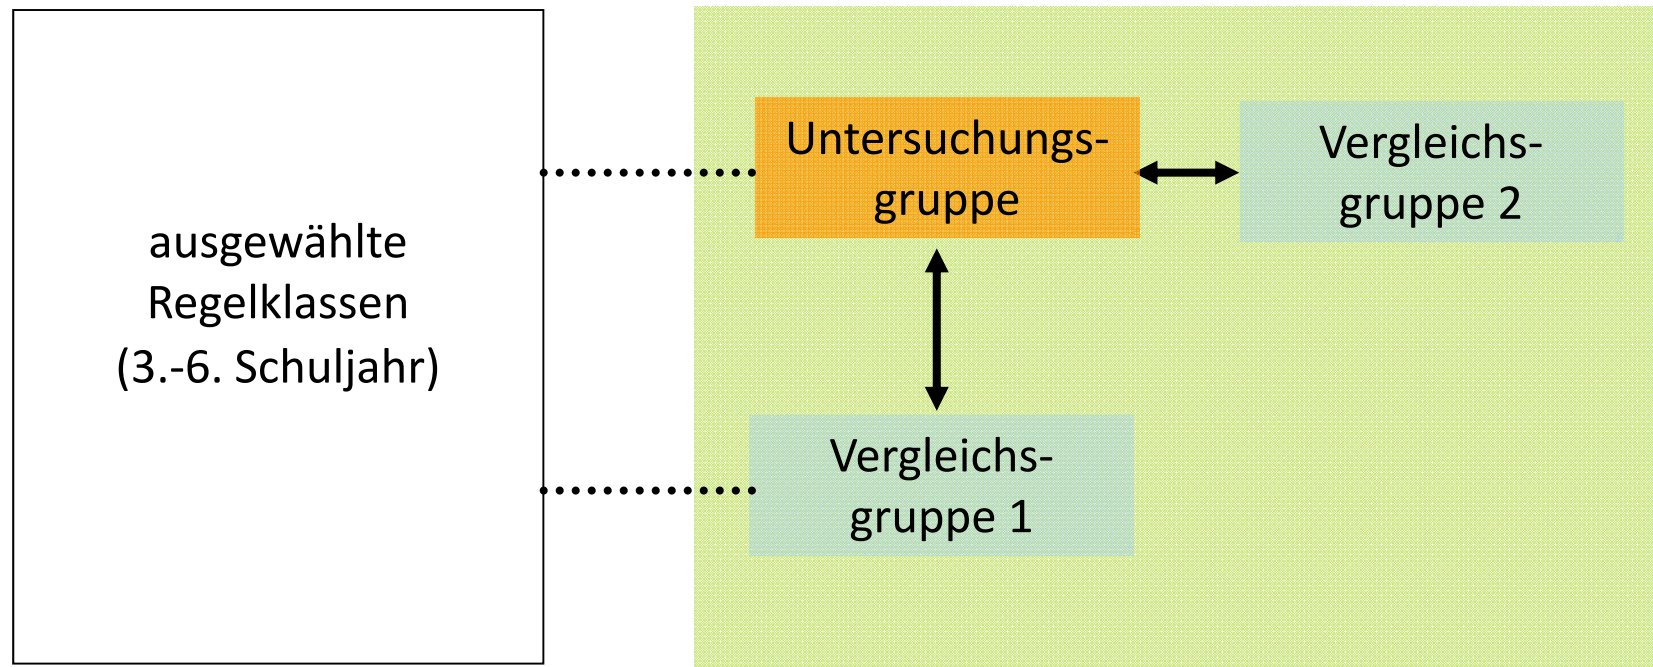 ausgewählte
Regelklassen
(3.-6. Schuljahr)
Untersuchungs-
gruppe
Vergleichs-
gruppe 2
Vergleichs-
gruppe 1